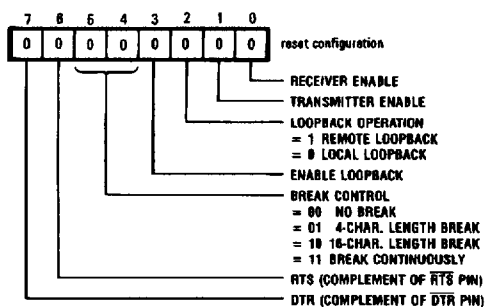 7 6 5 4 3 2 1 0
0 0 0 0 0 0 0 0 reset configuration
RECEIVER ENABLE
TRANSMITTER ENABLE
LOOPBACK OPERATION
= 1 REMOTE LOOPBACK
= 0 LOCAL LOOPBACK
ENABLE LOOPBACK
BREAK CONTROL
= 00 NO BREAK
= 01 4-CHAR. LENGTH BREAK
= 10 16-CHAR. LENGTH BREAK
= 11 BREAK CONTINUOUSLY
RTS (COMPLEMENT OF R̅T̅S̅ PIN)
DTR (COMPLEMENT OF D̅T̅R̅ PIN)